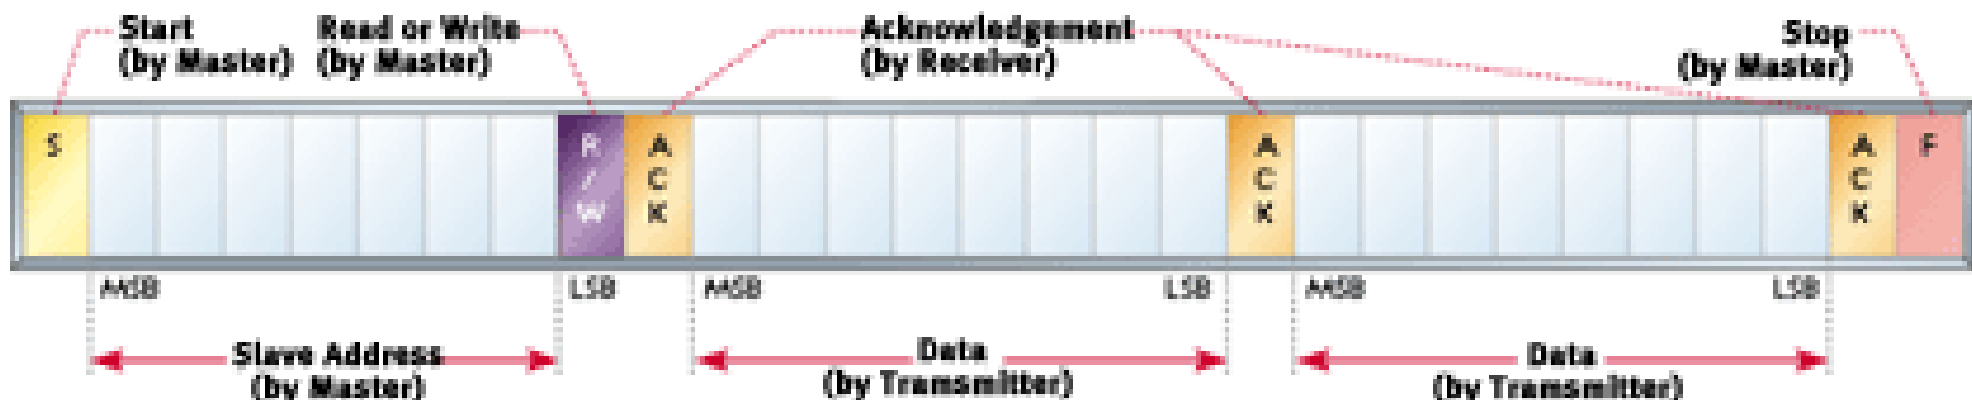 Start
(by Master)
Read or Write
(by Master)
Acknowledgement
(by Receiver)
Stop
(by Master)
S
R
/
W
A
C
K
A
C
K
A
C
K
F
MSB
LSB
MSB
LSB
MSB
LSB
Slave Address
(by Master)
Data
(by Transmitter)
Data
(by Transmitter)